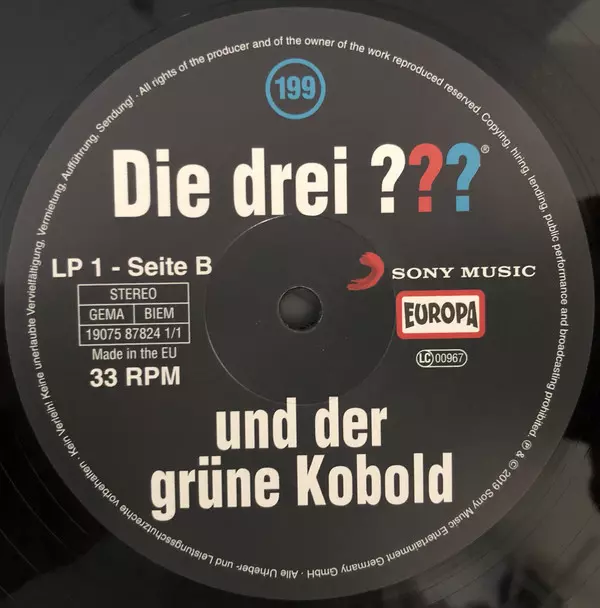 199
Die drei ???®
LP 1 - Seite B
STEREO
GEMA BIEM
19075 87824 1/1
Made in the EU
33 RPM
SONY MUSIC
EUROPA
LC 00967
und der
grüne Kobold
Alle Urheber- und Leistungsschutzrechte vorbehalten · Kein Verleih! Keine unerlaubte Vervielfältigung, Vermietung, Aufführung, Sendung! · All rights of the producer and of the owner of the work reproduced reserved. Copying, hiring, lending, public performance and broadcasting prohibited. ℗ & © 2019 Sony Music Entertainment Germany GmbH ·